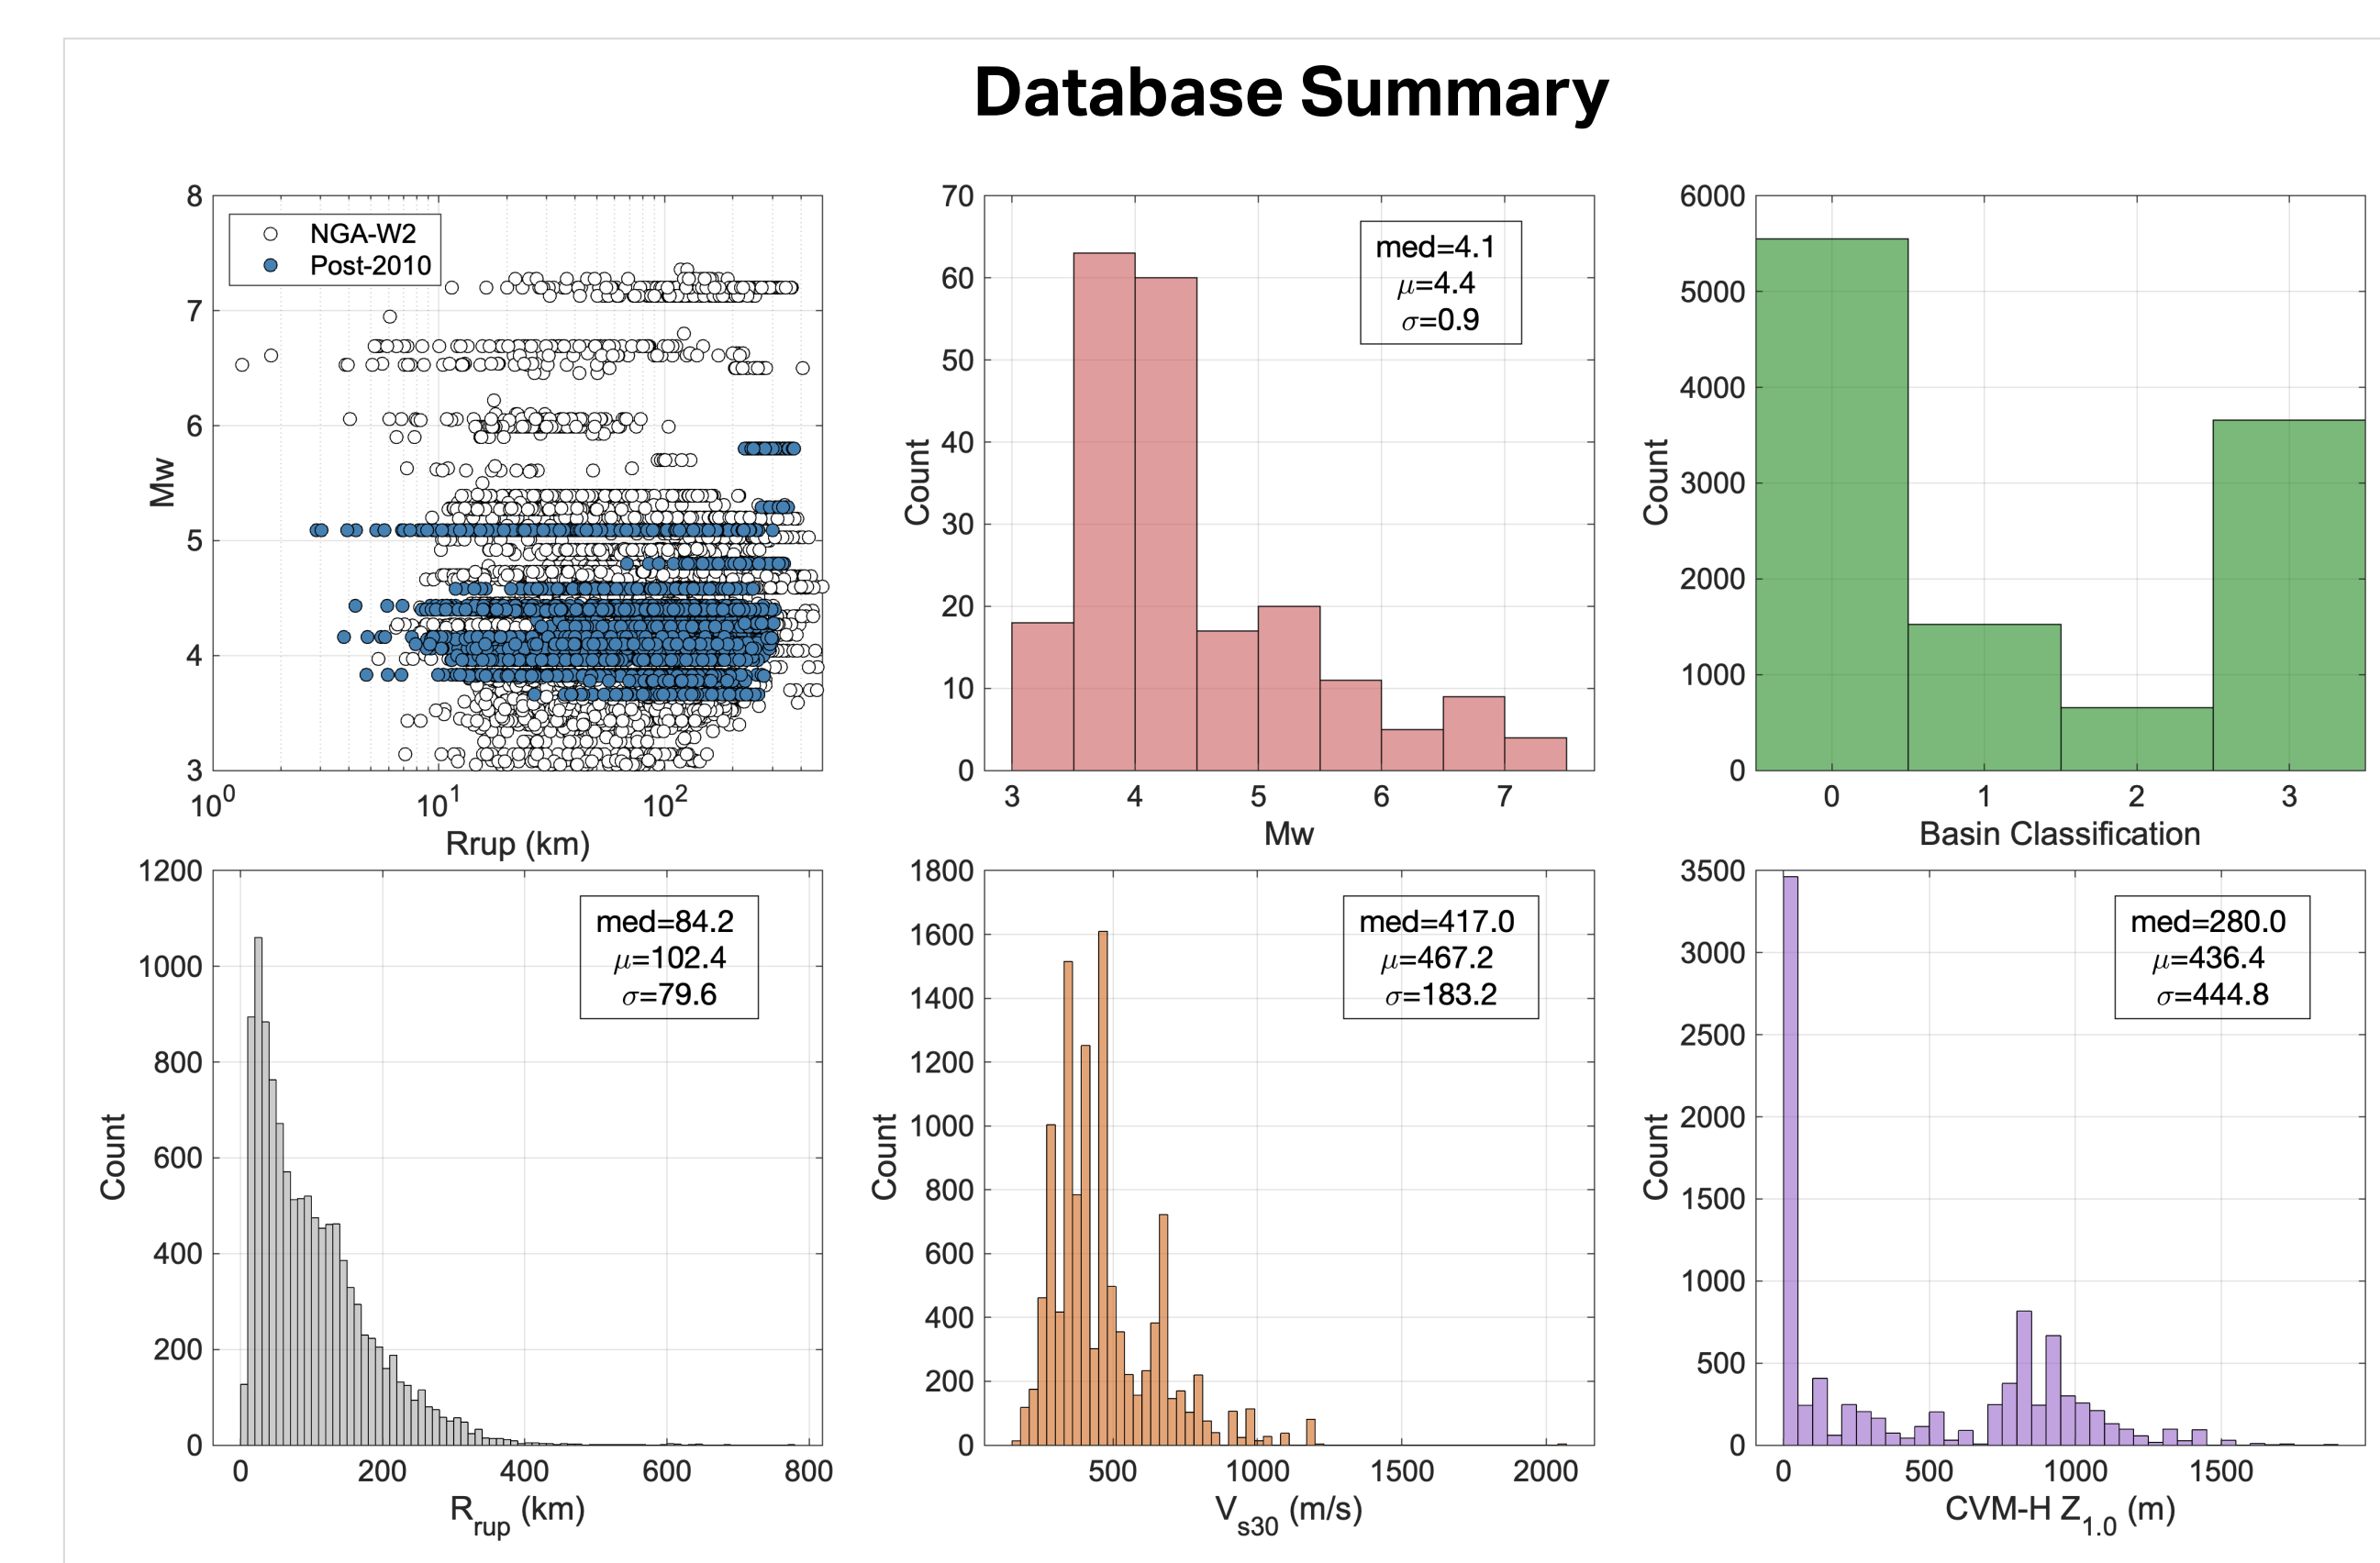 Database Summary
8
7
6
5
4
3
Mw
NGA-W2
Post-2010
10^0
10^1
10^2
Rrup (km)
70
60
50
40
30
20
10
0
Count
med=4.1
μ=4.4
σ=0.9
3
4
5
6
7
Mw
6000
5000
4000
3000
2000
1000
0
Count
0
1
2
3
Basin Classification
1200
1000
800
600
400
200
0
Count
med=84.2
μ=102.4
σ=79.6
0
200
400
600
800
R_rup (km)
1800
1600
1400
1200
1000
800
600
400
200
0
Count
med=417.0
μ=467.2
σ=183.2
500
1000
1500
2000
V_s30 (m/s)
3500
3000
2500
2000
1500
1000
500
0
Count
med=280.0
μ=436.4
σ=444.8
0
500
1000
1500
CVM-H Z_1.0 (m)